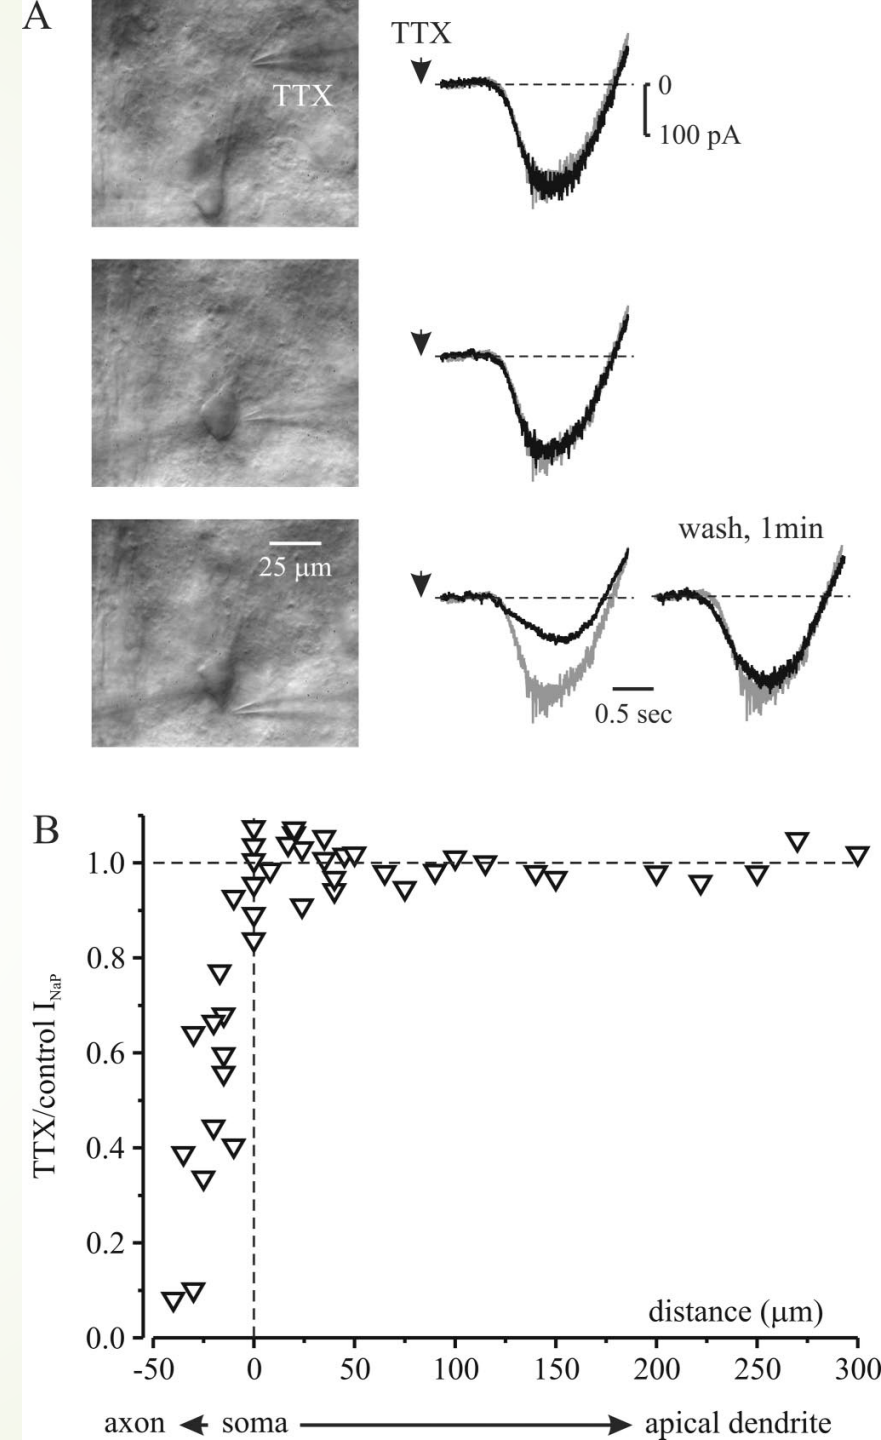 A
TTX
TTX
0
100 pA
25 μm
wash, 1min
0.5 sec
B
TTX/control I_NaP
1.0
0.8
0.6
0.4
0.2
0.0
distance (μm)
-50 0 50 100 150 200 250 300
axon soma apical dendrite